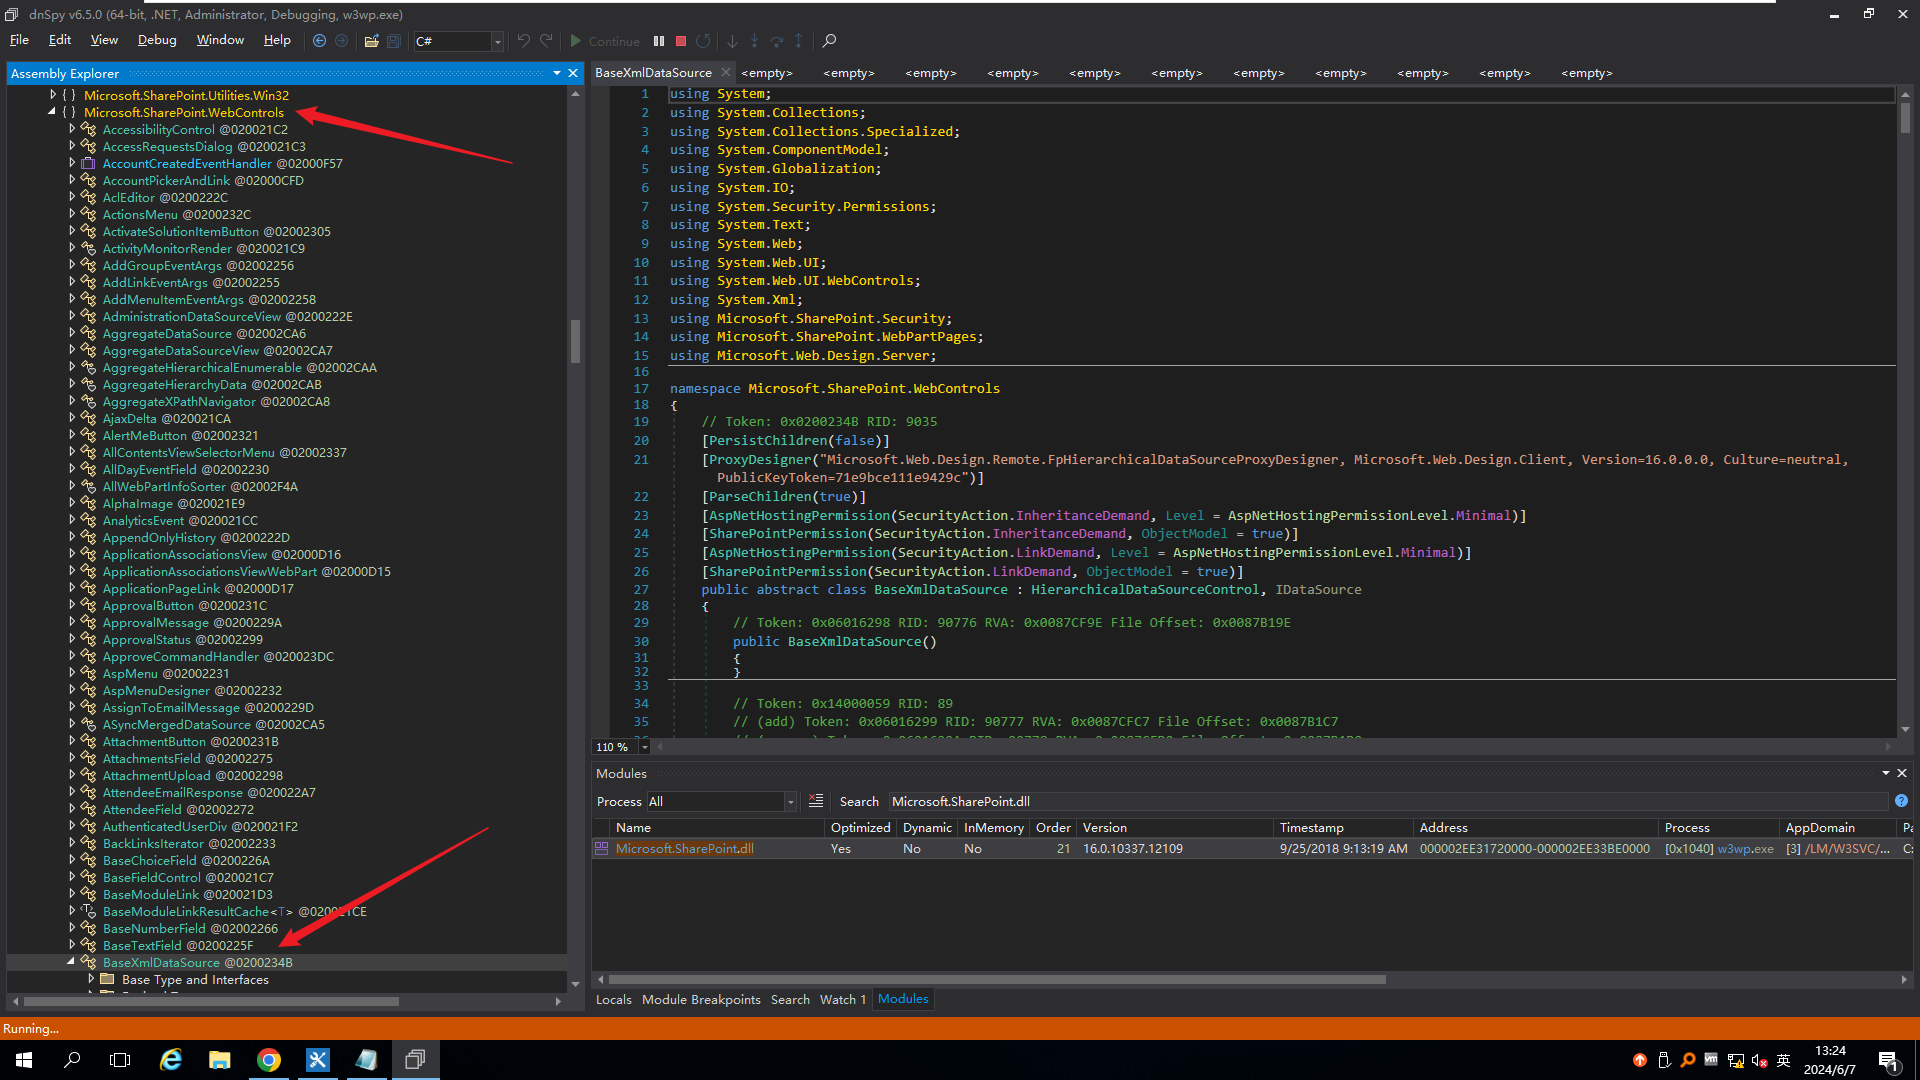 dnSpy v6.5.0 (64-bit, .NET, Administrator, Debugging, w3wp.exe)
File Edit View Debug Window Help C# Continue
Assembly Explorer
{ } Microsoft.SharePoint.Utilities.Win32
{ } Microsoft.SharePoint.WebControls
AccessibilityControl @020021C2
AccessRequestsDialog @020021C3
AccountCreatedEventHandler @02000F57
AccountPickerAndLink @02000CFD
AclEditor @0200222C
ActionsMenu @0200232C
ActivateSolutionItemButton @02002305
ActivityMonitorRender @020021C9
AddGroupEventArgs @02002256
AddLinkEventArgs @02002255
AddMenuItemEventArgs @02002258
AdministrationDataSourceView @0200222E
AggregateDataSource @02002CA6
AggregateDataSourceView @02002CA7
AggregateHierarchicalEnumerable @02002CAA
AggregateHierarchyData @02002CAB
AggregateXPathNavigator @02002CA8
AjaxDelta @020021CA
AlertMeButton @02002321
AllContentsViewSelectorMenu @02002337
AllDayEventField @02002230
AllWebPartInfoSorter @02002F4A
AlphaImage @020021E9
AnalyticsEvent @020021CC
AppendOnlyHistory @0200222D
ApplicationAssociationsView @02000D16
ApplicationAssociationsViewWebPart @02000D15
ApplicationPageLink @02000D17
ApprovalButton @0200231C
ApprovalMessage @0200229A
ApprovalStatus @02002299
ApproveCommandHandler @020023DC
AspMenu @02002231
AspMenuDesigner @02002232
AssignToEmailMessage @0200229D
ASyncMergedDataSource @02002CA5
AttachmentButton @0200231B
AttachmentsField @02002275
AttachmentUpload @02002298
AttendeeEmailResponse @020022A7
AttendeeField @02002272
AuthenticatedUserDiv @020021F2
BackLinksIterator @02002233
BaseChoiceField @0200226A
BaseFieldControl @020021C7
BaseModuleLink @020021D3
BaseModuleLinkResultCache<T>
BaseNumberField @02002266
BaseTextField @0200225F
BaseXmlDataSource @0200234B
Base Type and Interfaces
BaseXmlDataSource <empty> <empty> <empty> <empty> <empty> <empty> <empty> <empty> <empty> <empty> <empty>
1 using System;
2 using System.Collections;
3 using System.Collections.Specialized;
4 using System.ComponentModel;
5 using System.Globalization;
6 using System.IO;
7 using System.Security.Permissions;
8 using System.Text;
9 using System.Web;
10 using System.Web.UI;
11 using System.Web.UI.WebControls;
12 using System.Xml;
13 using Microsoft.SharePoint.Security;
14 using Microsoft.SharePoint.WebPartPages;
15 using Microsoft.Web.Design.Server;
16
17 namespace Microsoft.SharePoint.WebControls
18 {
19 // Token: 0x0200234B RID: 9035
20 [PersistChildren(false)]
21 [ProxyDesigner("Microsoft.Web.Design.Remote.FpHierarchicalDataSourceProxyDesigner, Microsoft.Web.Design.Client, Version=16.0.0.0, Culture=neutral,
PublicKeyToken=71e9bce111e9429c")]
22 [ParseChildren(true)]
23 [AspNetHostingPermission(SecurityAction.InheritanceDemand, Level = AspNetHostingPermissionLevel.Minimal)]
24 [SharePointPermission(SecurityAction.InheritanceDemand, ObjectModel = true)]
25 [AspNetHostingPermission(SecurityAction.LinkDemand, Level = AspNetHostingPermissionLevel.Minimal)]
26 [SharePointPermission(SecurityAction.LinkDemand, ObjectModel = true)]
27 public abstract class BaseXmlDataSource : HierarchicalDataSourceControl, IDataSource
28 {
29 // Token: 0x06016298 RID: 90776 RVA: 0x0087CF9E File Offset: 0x0087B19E
30 public BaseXmlDataSource()
31 {
32 }
33
34 // Token: 0x14000059 RID: 89
35 // (add) Token: 0x06016299 RID: 90777 RVA: 0x0087CFC7 File Offset: 0x0087B1C7
110 %
Modules
Process All Search Microsoft.SharePoint.dll
Name Optimized Dynamic InMemory Order Version Timestamp Address Process AppDomain
Microsoft.SharePoint.dll Yes No No 21 16.0.10337.12109 9/25/2018 9:13:19 AM 000002EE31720000-000002EE33BE0000 [0x1040] w3wp.exe [3] /LM/W3SVC/... C:
Locals Module Breakpoints Search Watch 1 Modules
Running...
英 13:24
2024/6/7
1